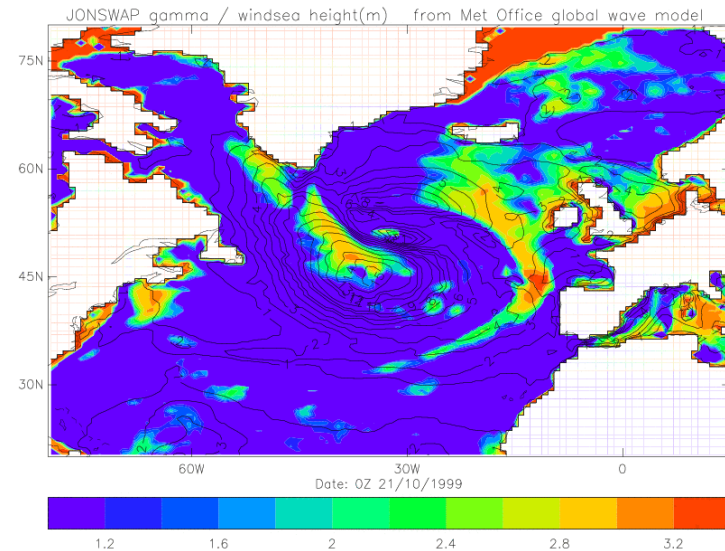 JONSWAP gamma / windsea height(m) from Met Office global wave model
75N
60N
45N
30N
60W 30W 0
Date: 0Z 21/10/1999
1.2 1.6 2 2.4 2.8 3.2